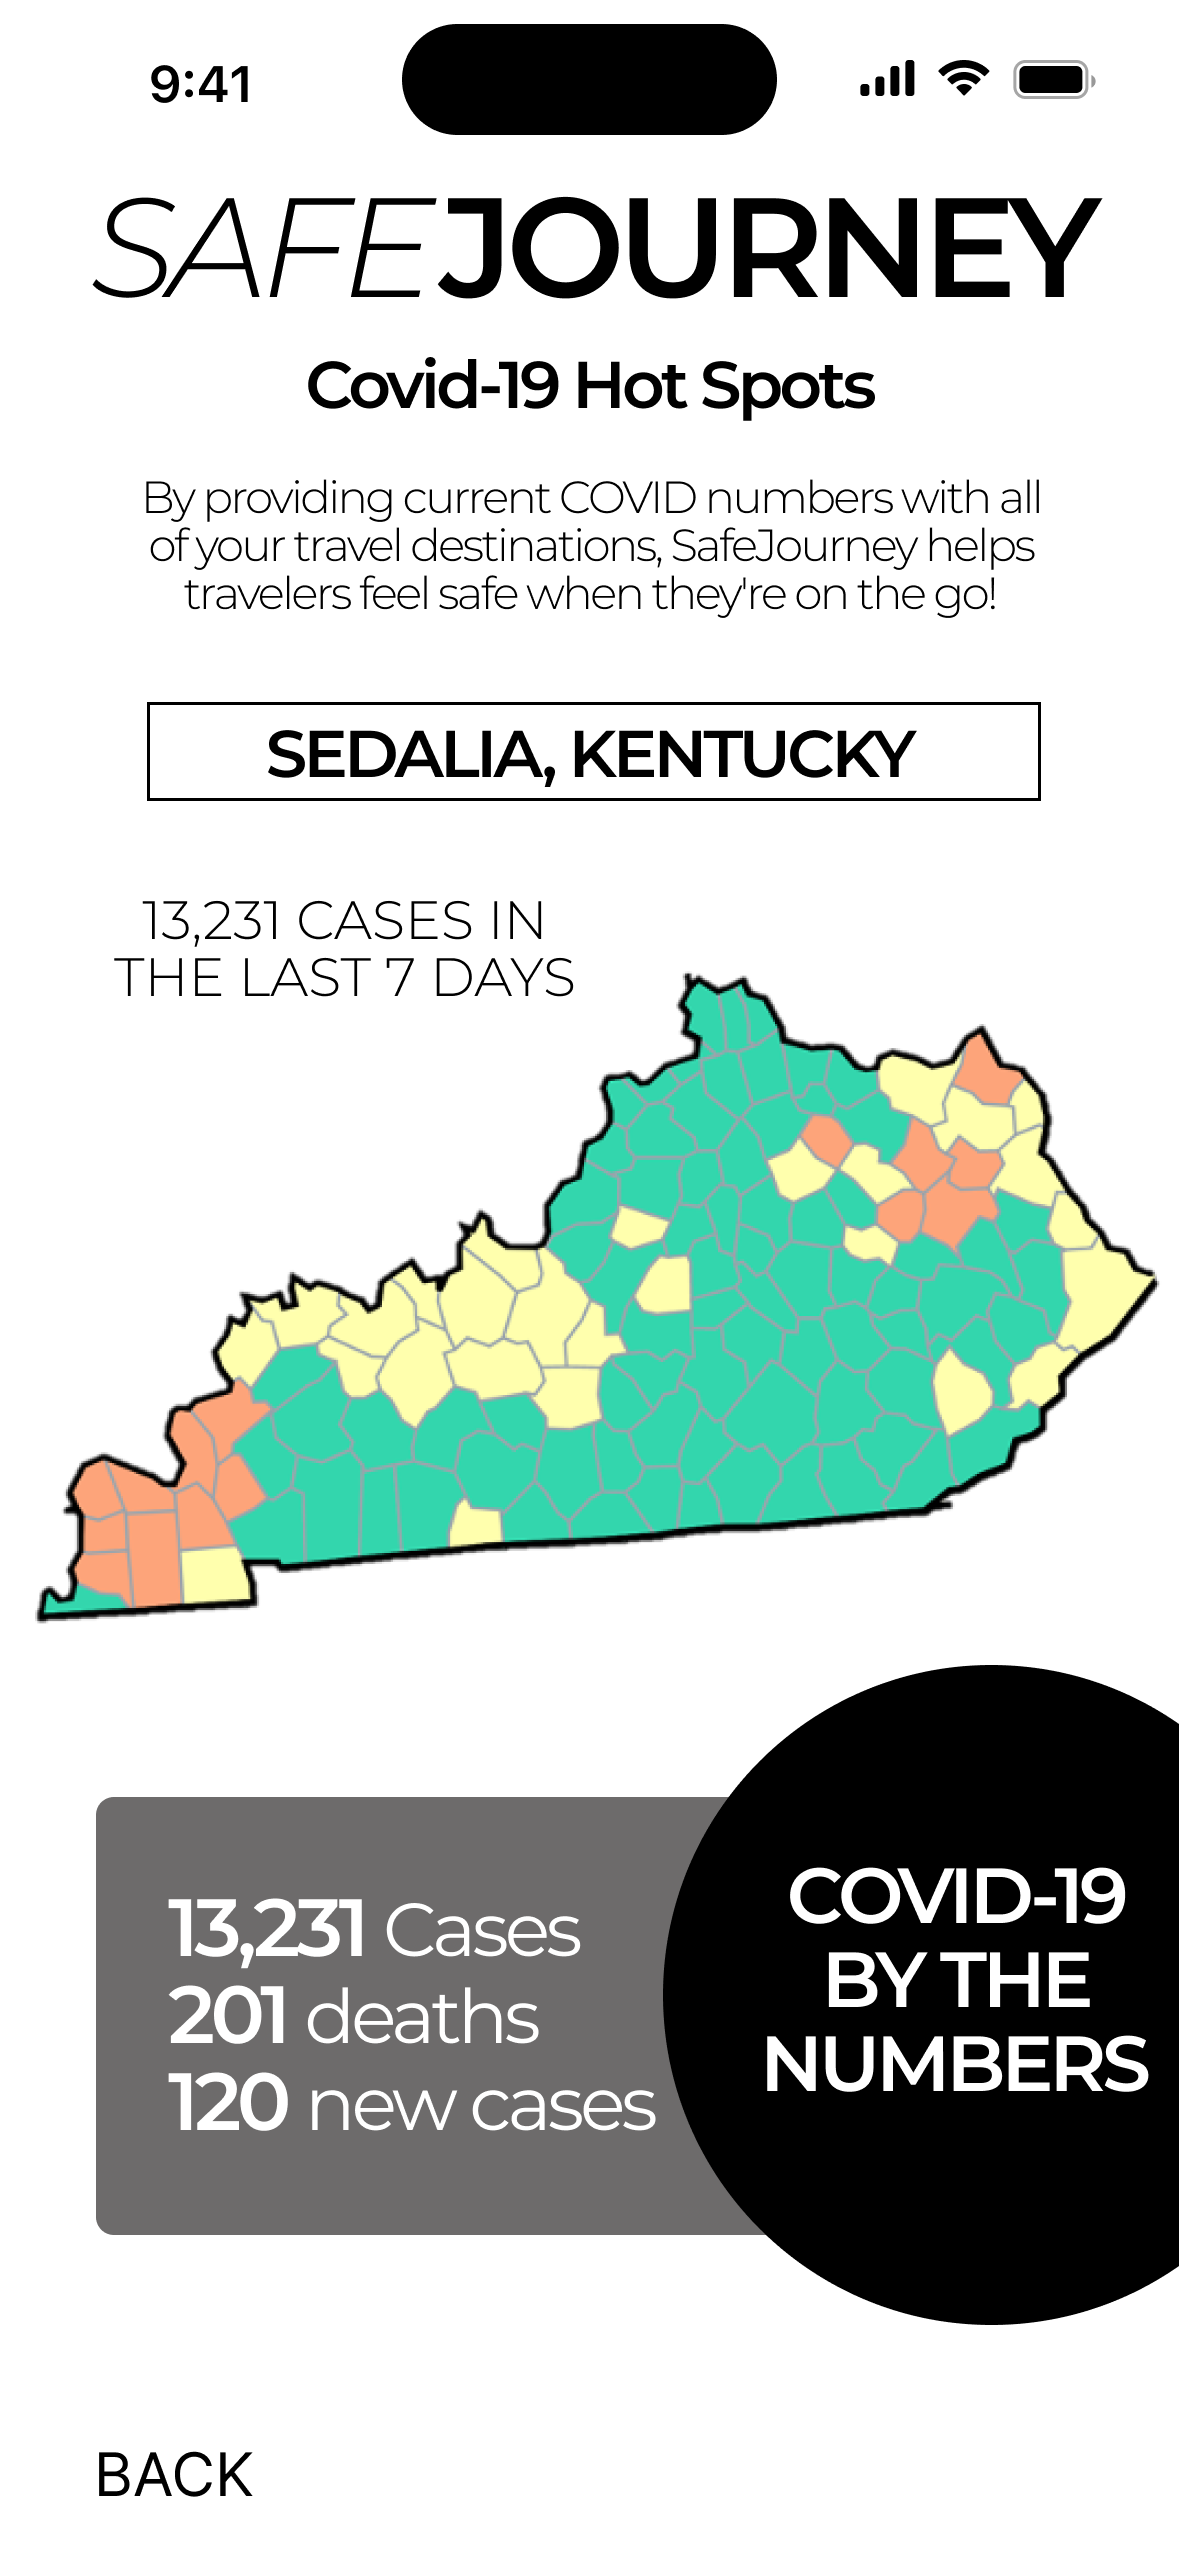 9:41
SAFEJOURNEY
Covid-19 Hot Spots
By providing current COVID numbers with all
of your travel destinations, SafeJourney helps
travelers feel safe when they're on the go!
SEDALIA, KENTUCKY
13,231 CASES IN
THE LAST 7 DAYS
13,231 Cases
201 deaths
120 new cases
COVID-19
BY THE
NUMBERS
BACK